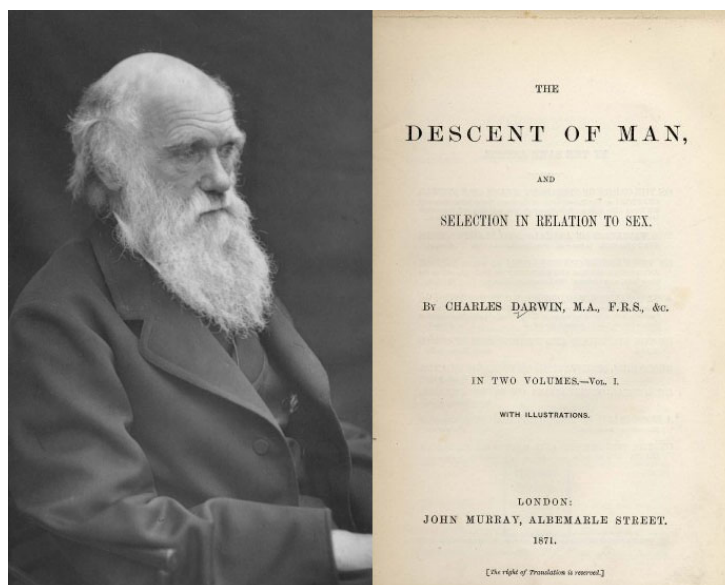 THE
DESCENT OF MAN,
AND
SELECTION IN RELATION TO SEX.
BY CHARLES DARWIN, M.A., F.R.S., &c.
IN TWO VOLUMES.—VOL. I.
WITH ILLUSTRATIONS.
LONDON:
JOHN MURRAY, ALBEMARLE STREET.
1871.
[The right of Translation is reserved.]